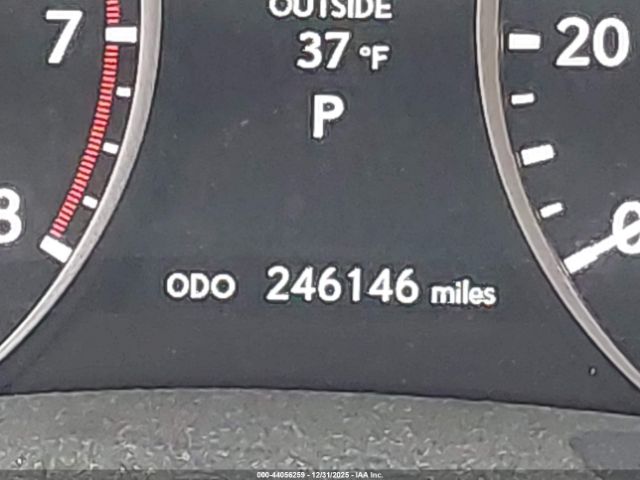 OUTSIDE
37 °F
P
7
8
20
0
ODO 246146 miles
000-44056259 - 12/31/2025 - IAA Inc.